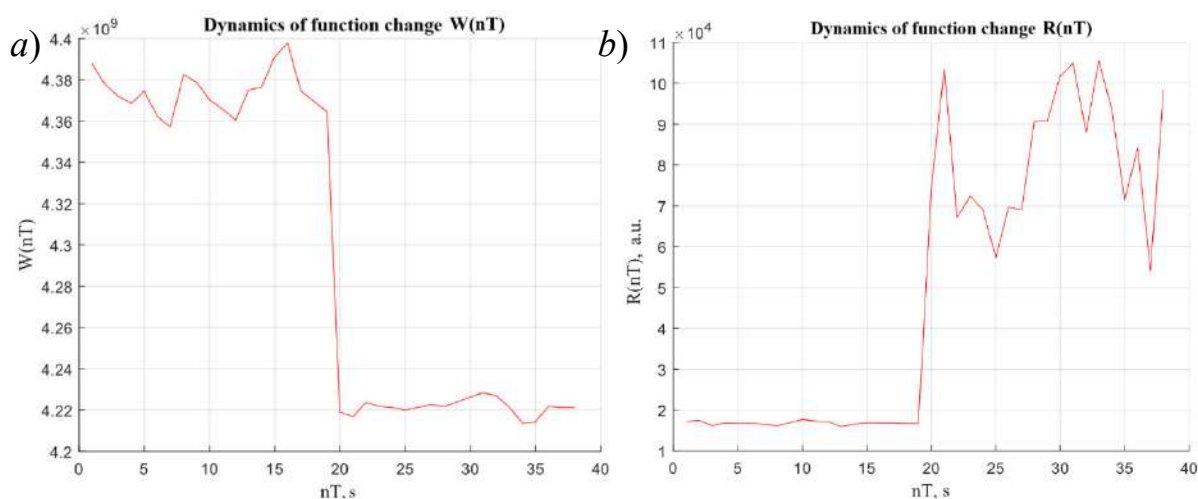 a)
Dynamics of function change W(nT)
×10⁹
4.4
4.38
4.36
4.34
4.32
4.3
4.28
4.26
4.24
4.22
4.2
W(nT)
0 5 10 15 20 25 30 35 40
nT, s
b)
Dynamics of function change R(nT)
×10⁴
11
10
9
8
7
6
5
4
3
2
1
R(nT), a.u.
0 5 10 15 20 25 30 35 40
nT, s